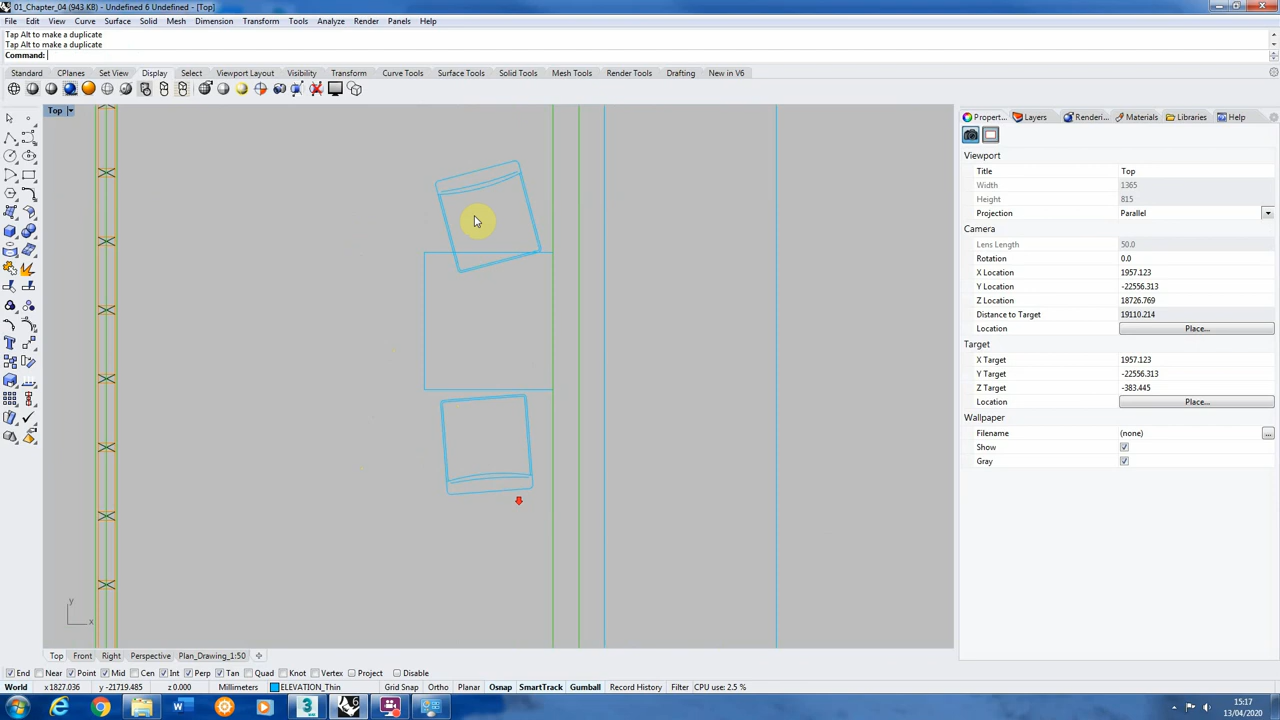 01_Chapter_04 (943 KB) - Undefined 6 Undefined - [Top]
File Edit View Curve Surface Solid Mesh Dimension Transform Tools Analyze Render Panels Help
Tap Alt to make a duplicate
Tap Alt to make a duplicate
Command:
Standard CPlanes Set View Display Select Viewport Layout Visibility Transform Curve Tools Surface Tools Solid Tools Mesh Tools Render Tools Drafting New in V6
Top
Propert... Layers Renderi... Materials Libraries Help
Viewport
Title Top
Width 1365
Height 815
Projection Parallel
Camera
Lens Length 50.0
Rotation 0.0
X Location 1957.123
Y Location -22556.313
Z Location 18726.769
Distance to Target 19110.214
Location Place...
Target
X Target 1957.123
Y Target -22556.313
Z Target -383.445
Location Place...
Wallpaper
Filename (none) ...
Show
Gray
y
x
Top Front Right Perspective Plan_Drawing_1:50
End Near Point Mid Cen Int Perp Tan Quad Knot Vertex Project Disable
World x 1827.036 y -21719.485 z 0.000 Millimeters ELEVATION_Thin Grid Snap Ortho Planar Osnap SmartTrack Gumball Record History Filter CPU use: 2.5 %
15:17
13/04/2020